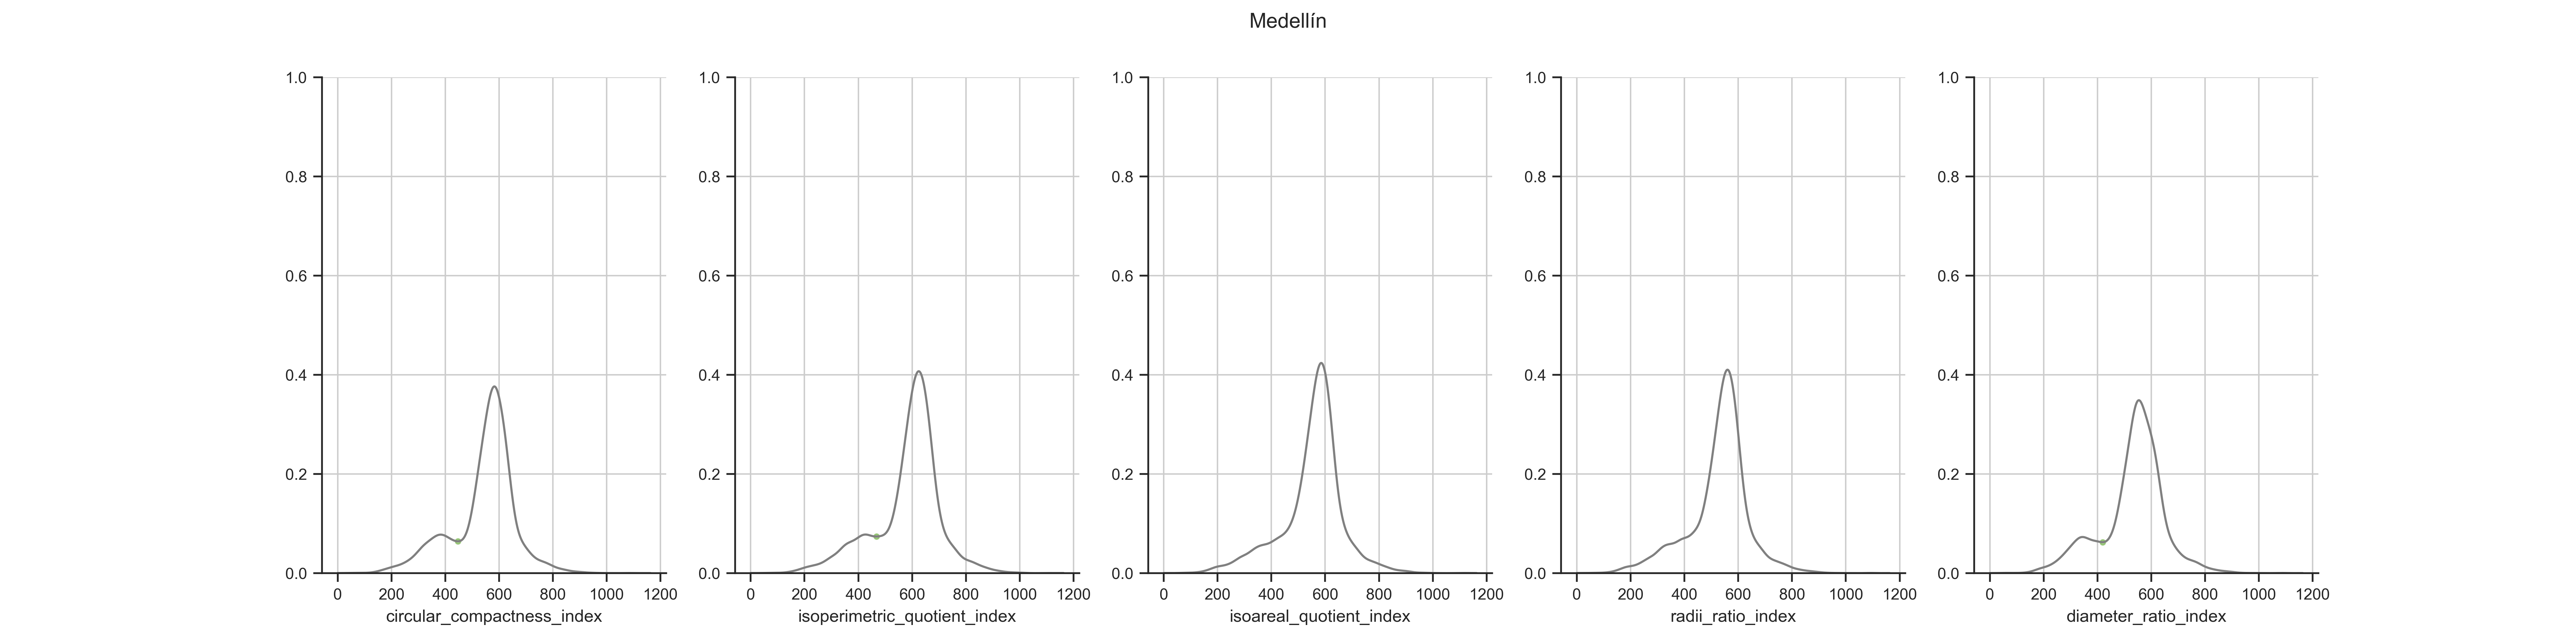 Medellín
1.0 1.0 1.0 1.0 1.0
0.8 0.8 0.8 0.8 0.8
0.6 0.6 0.6 0.6 0.6
0.4 0.4 0.4 0.4 0.4
0.2 0.2 0.2 0.2 0.2
0.0 0.0 0.0 0.0 0.0
0 200 400 600 800 1000 1200 0 200 400 600 800 1000 1200 0 200 400 600 800 1000 1200 0 200 400 600 800 1000 1200 0 200 400 600 800 1000 1200
circular_compactness_index isoperimetric_quotient_index isoareal_quotient_index radii_ratio_index diameter_ratio_index